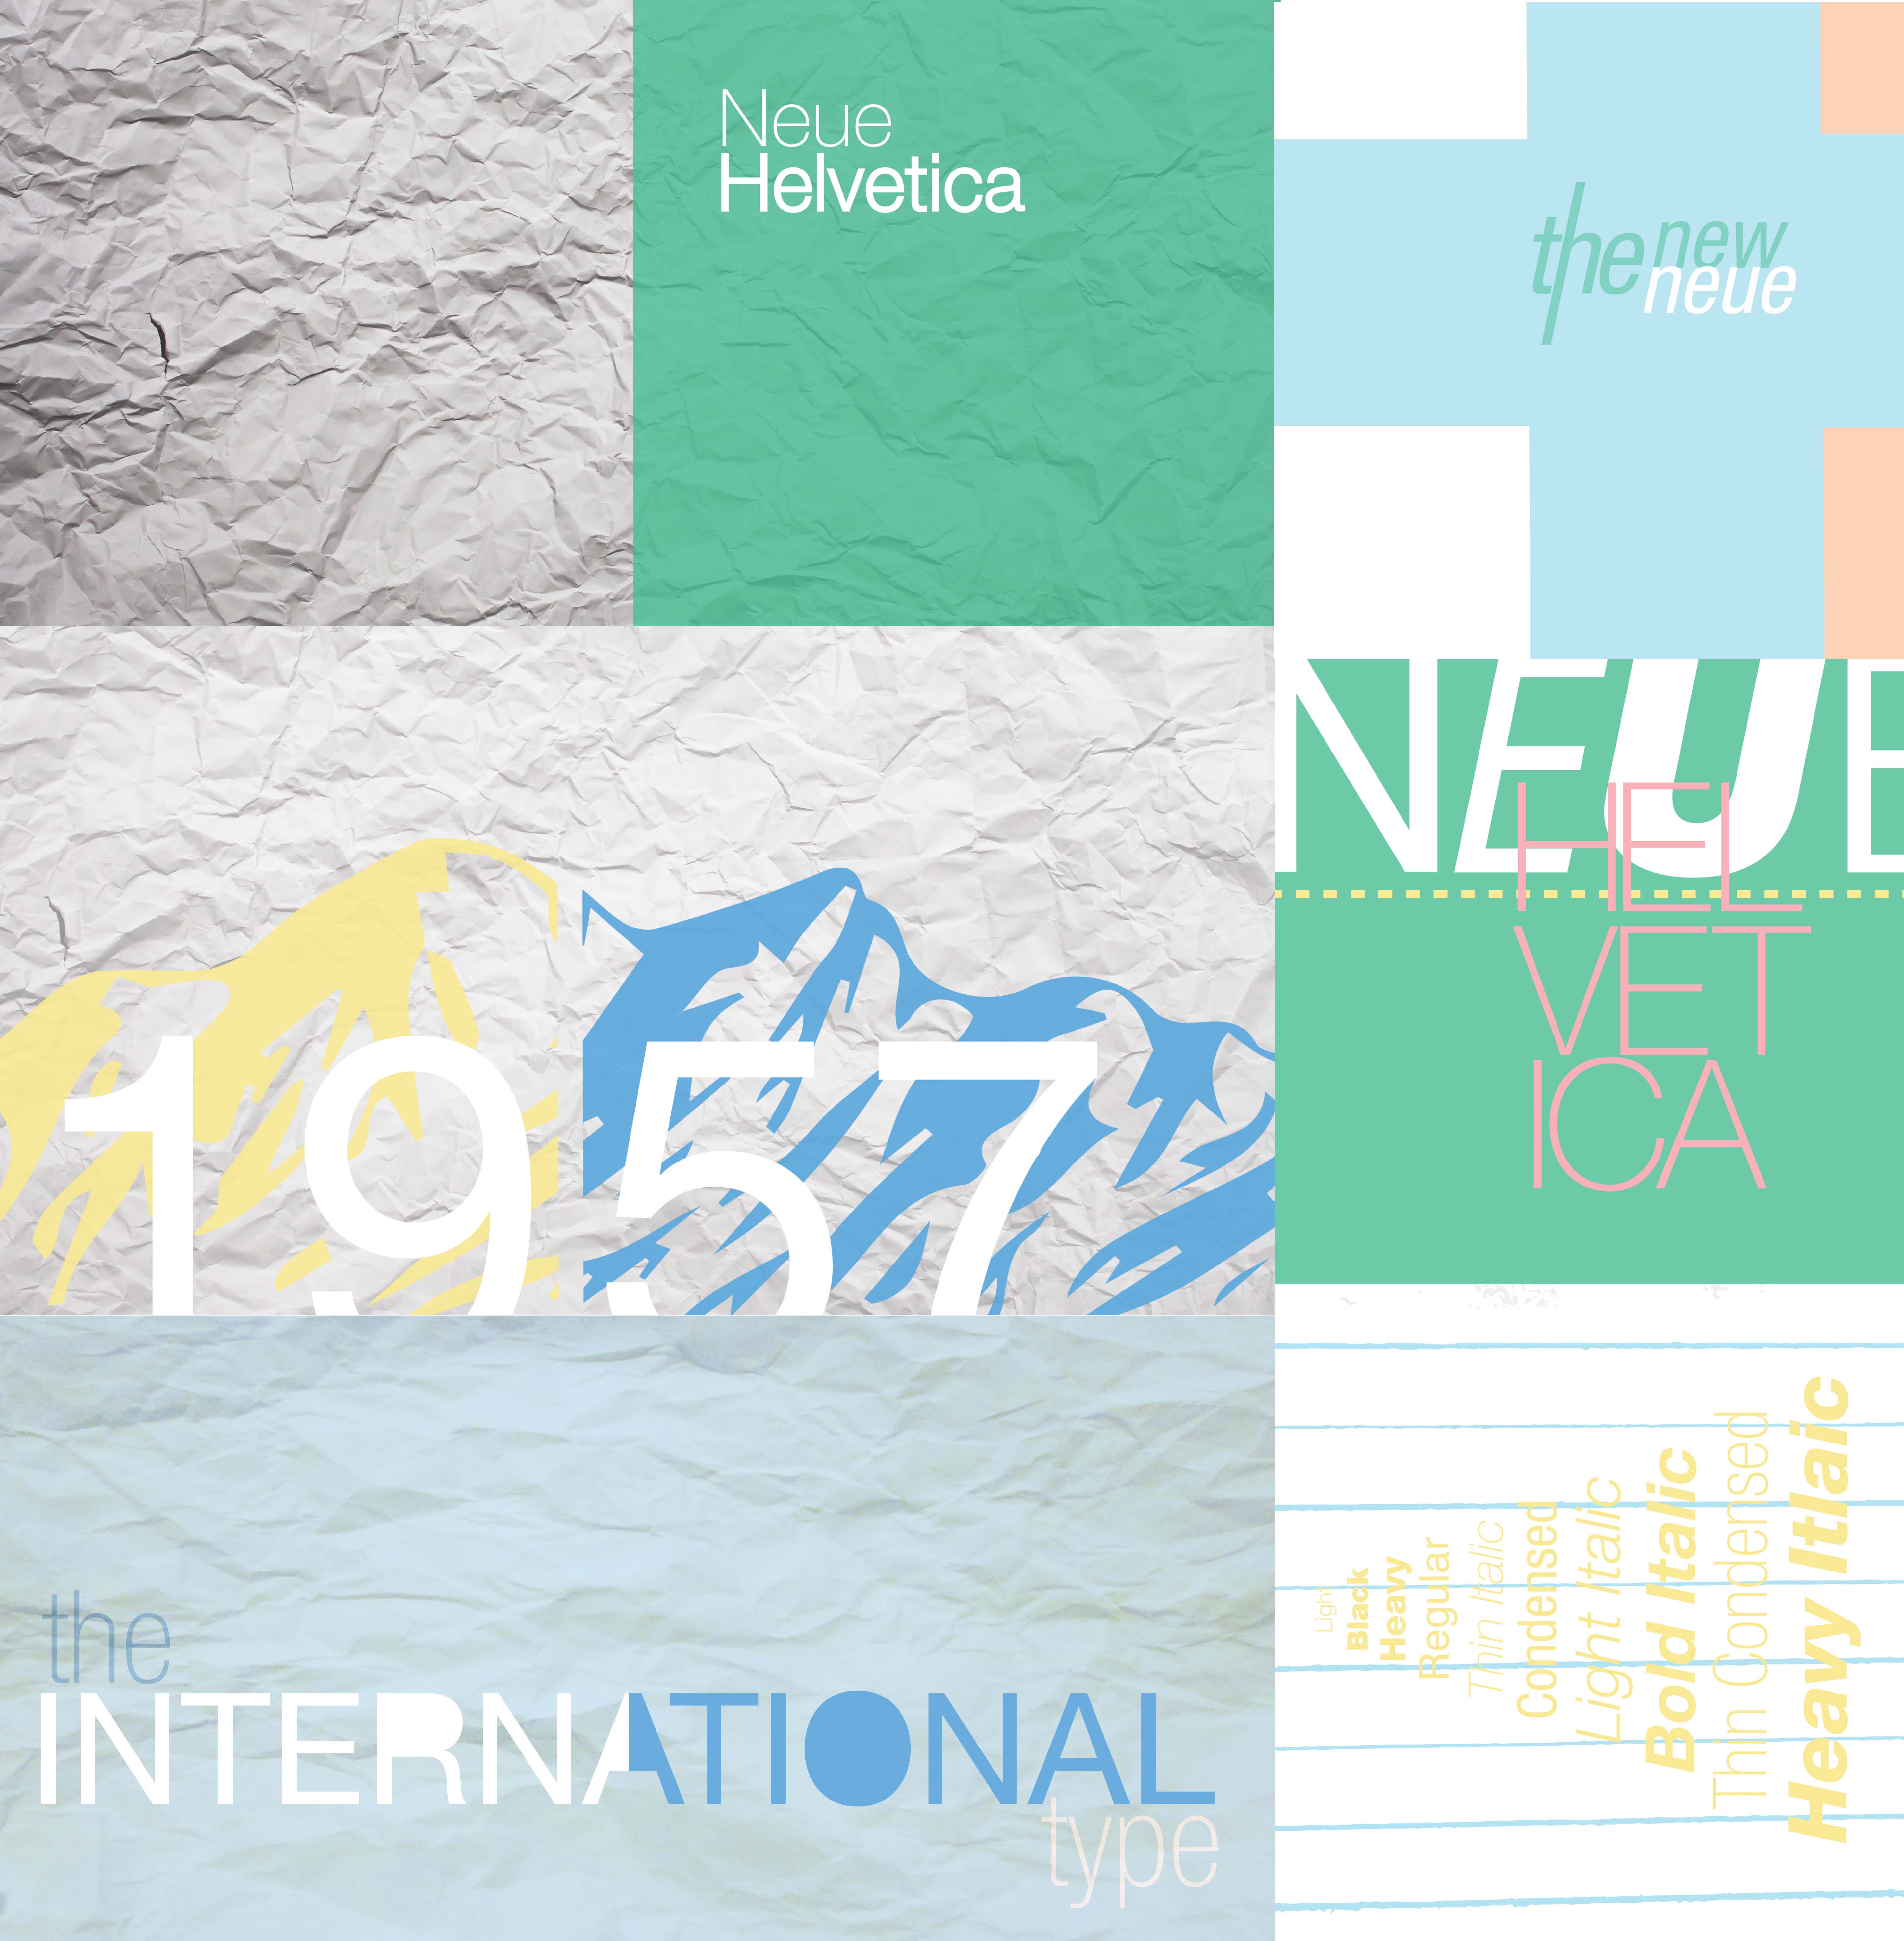 Neue
Helvetica
the new
neue
NEUE
HEL
VET
ICA
1957
the
INTERNATIONAL
type
Light
Black
Heavy
Regular
Thin Italic
Condensed
Light Italic
Bold Italic
Thin Condensed
Heavy Itlaic